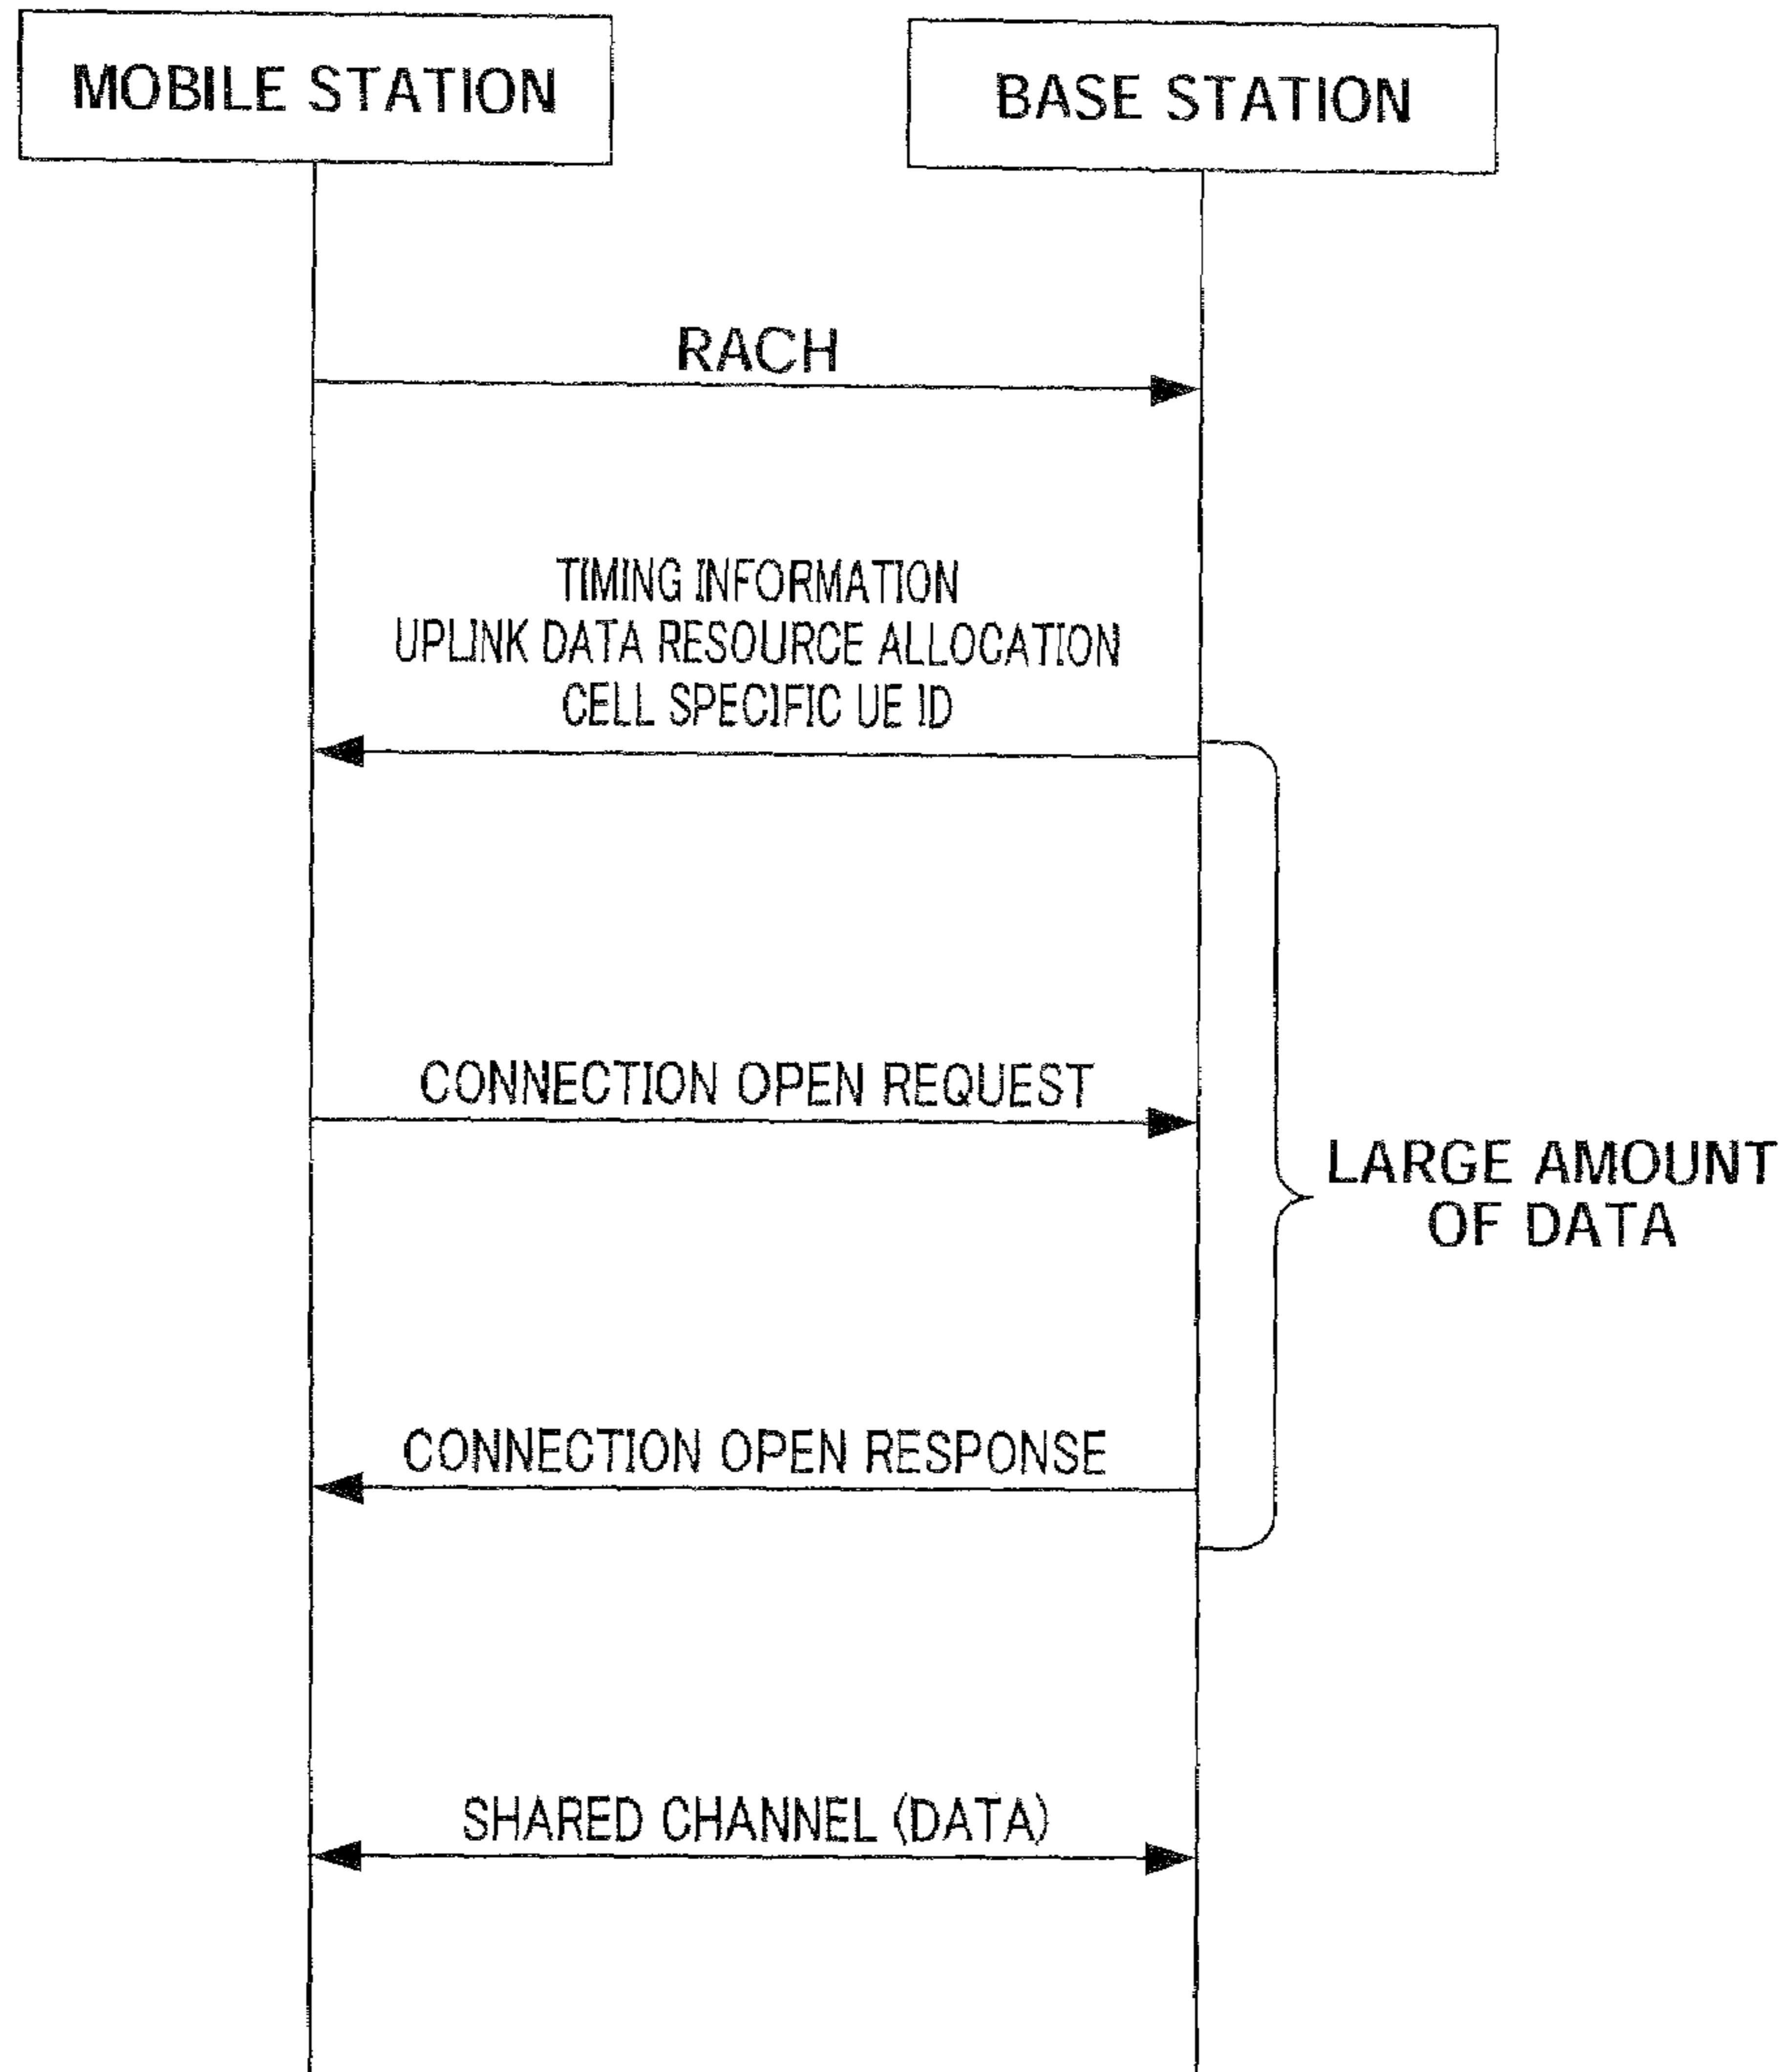 MOBILE STATION
BASE STATION
RACH
TIMING INFORMATION
UPLINK DATA RESOURCE ALLOCATION
CELL SPECIFIC UE ID
CONNECTION OPEN REQUEST
LARGE AMOUNT
OF DATA
CONNECTION OPEN RESPONSE
SHARED CHANNEL (DATA)